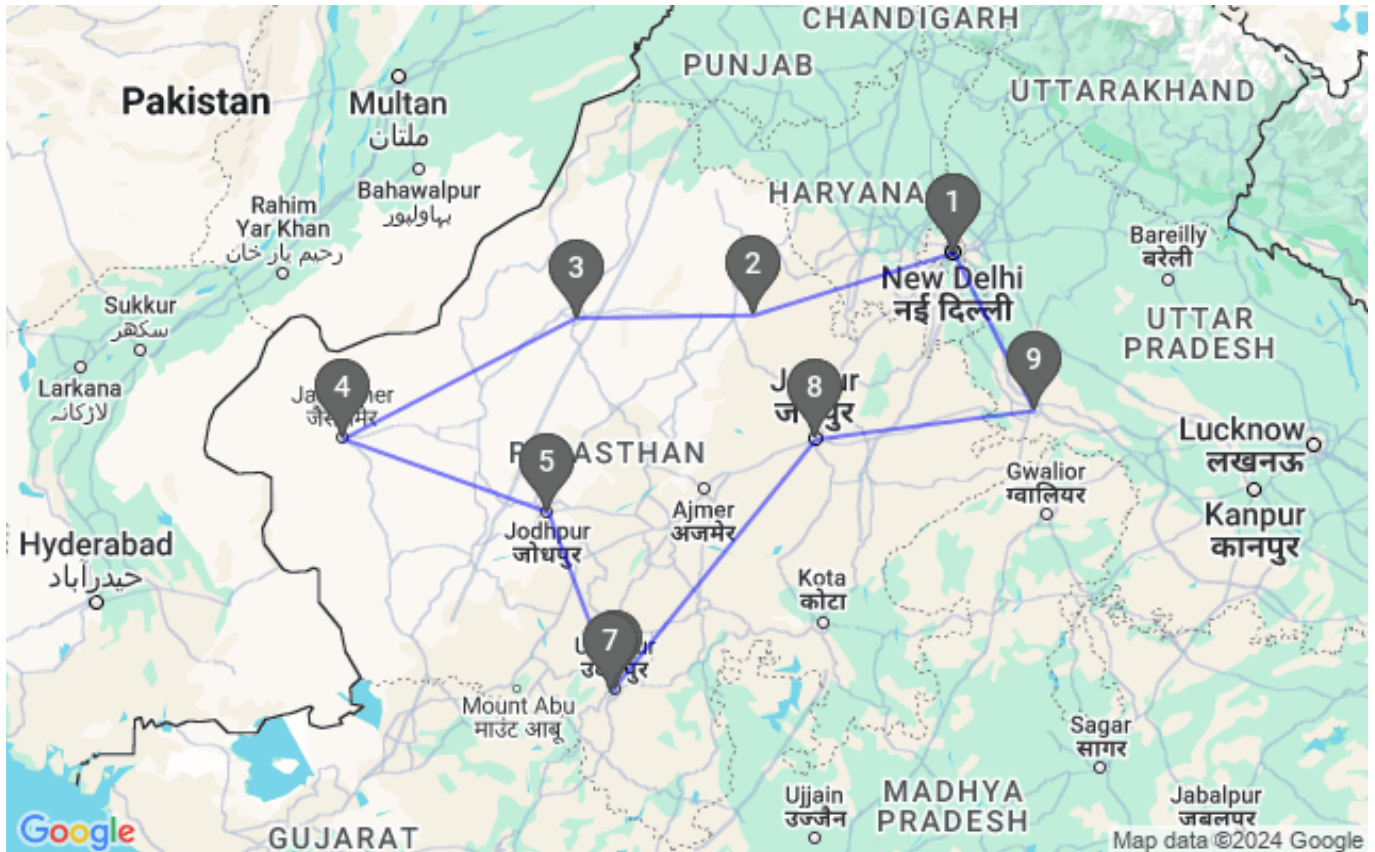 CHANDIGARH
PUNJAB
UTTARAKHAND
Pakistan
Multan
ملتان
Bahawalpur
بہاولپور
HARYANA
1
Rahim
Yar Khan
رحیم یار خان
Bareilly
बरेली
3
2
New Delhi
नई दिल्ली
Sukkur
سکھر
UTTAR
PRADESH
Larkana
لاڑکانہ
4
8
9
Lucknow
लखनऊ
5
Gwalior
ग्वालियर
Ajmer
अजमेर
Jodhpur
जोधपुर
Kanpur
कानपुर
Hyderabad
حیدرآباد
Kota
कोटा
7
Mount Abu
माउंट आबू
Sagar
सागर
Ujjain
उज्जैन
MADHYA
PRADESH
Jabalpur
जबलपुर
Google
GUJARAT
Map data ©2024 Google